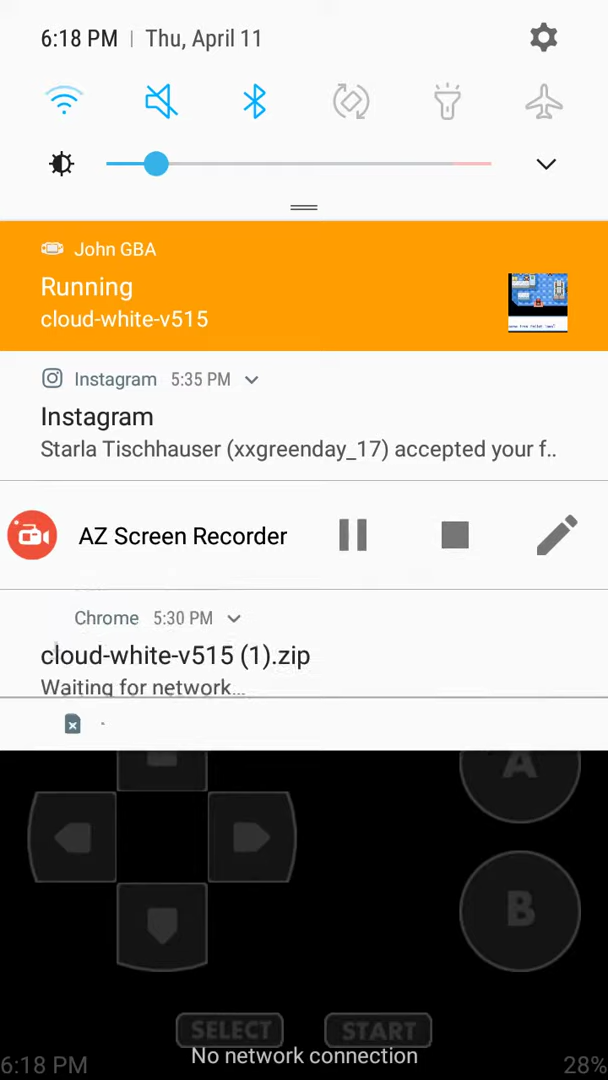 6:18 PM | Thu, April 11
John GBA
Running
cloud-white-v515
Instagram 5:35 PM
Instagram
Starla Tischhauser (xxgreenday_17) accepted your f..
AZ Screen Recorder
Chrome 5:30 PM
cloud-white-v515 (1).zip
Waiting for network...
A
B
SELECT START
No network connection
6:18 PM 28%